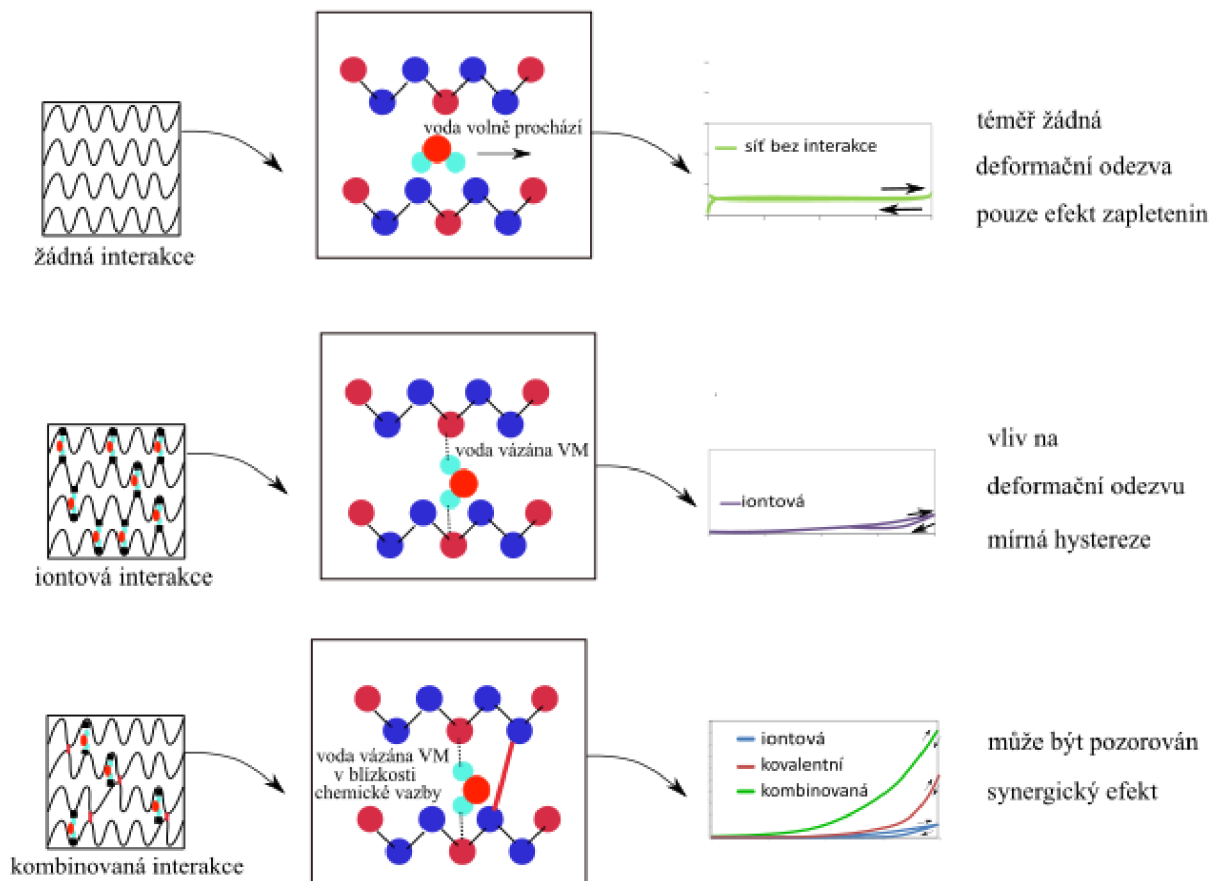 voda volně prochází
žádná interakce
síť bez interakce
téměř žádná
deformační odezva
pouze efekt zapletenin
voda vázána VM
iontová interakce
iontová
vliv na
deformační odezvu
mírná hystereze
voda vázána VM
v blízkosti
chemické vazby
kombinovaná interakce
iontová
kovalentní
kombinovaná
může být pozorován
synergický efekt